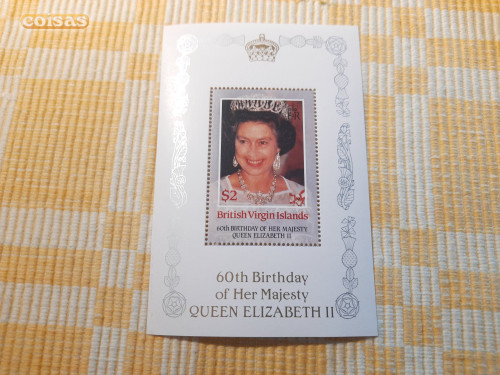 coisas
$2
British Virgin Islands
60th BIRTHDAY OF HER MAJESTY
QUEEN ELIZABETH II
60th Birthday
of Her Majesty
QUEEN ELIZABETH II